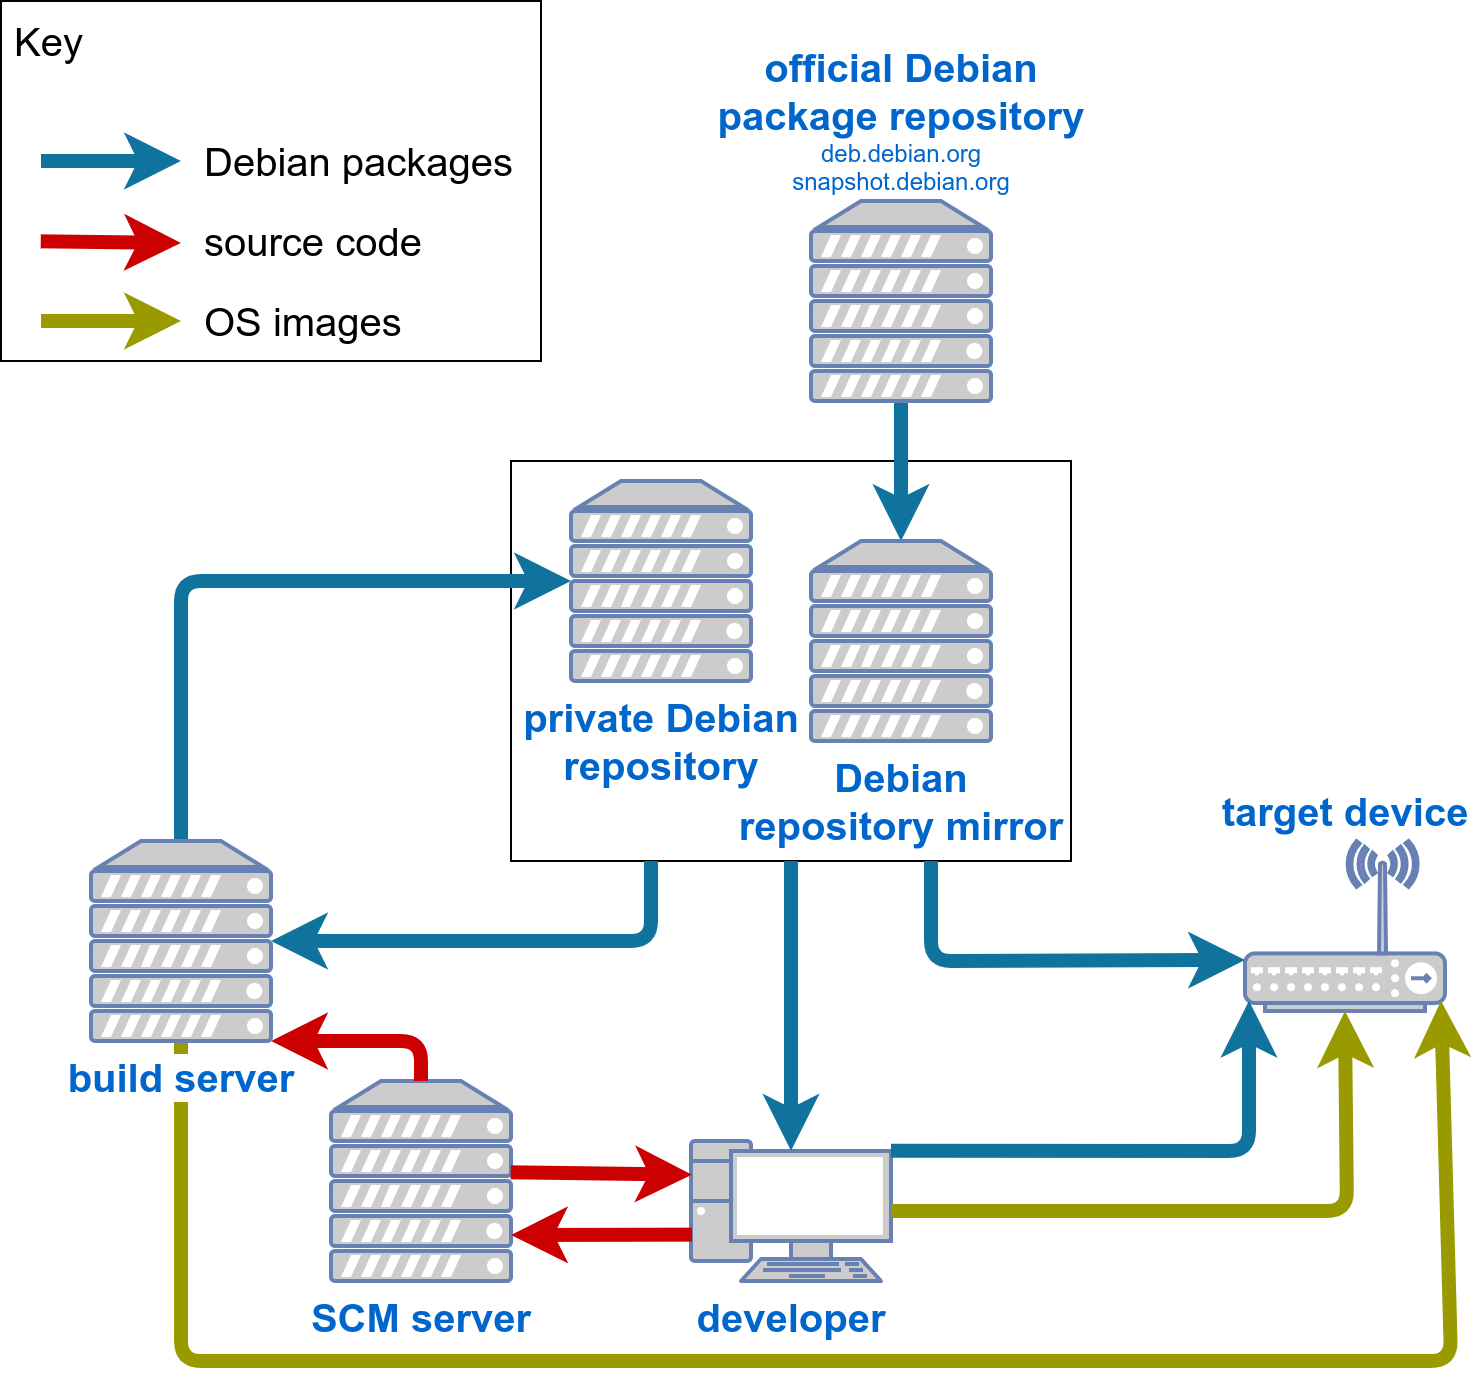 Key
Debian packages
source code
OS images
official Debian
package repository
deb.debian.org
snapshot.debian.org
private Debian
repository
Debian
repository mirror
target device
build server
SCM server
developer